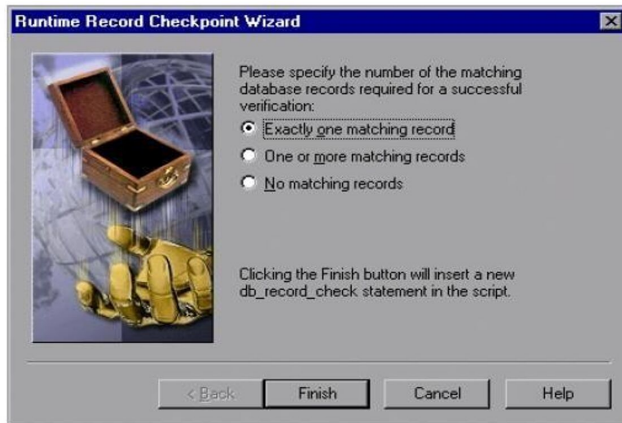 Runtime Record Checkpoint Wizard
Please specify the number of the matching
database records required for a successful
verification:
Exactly one matching record
One or more matching records
No matching records
Clicking the Finish button will insert a new
db_record_check statement in the script.
< Back Finish Cancel Help